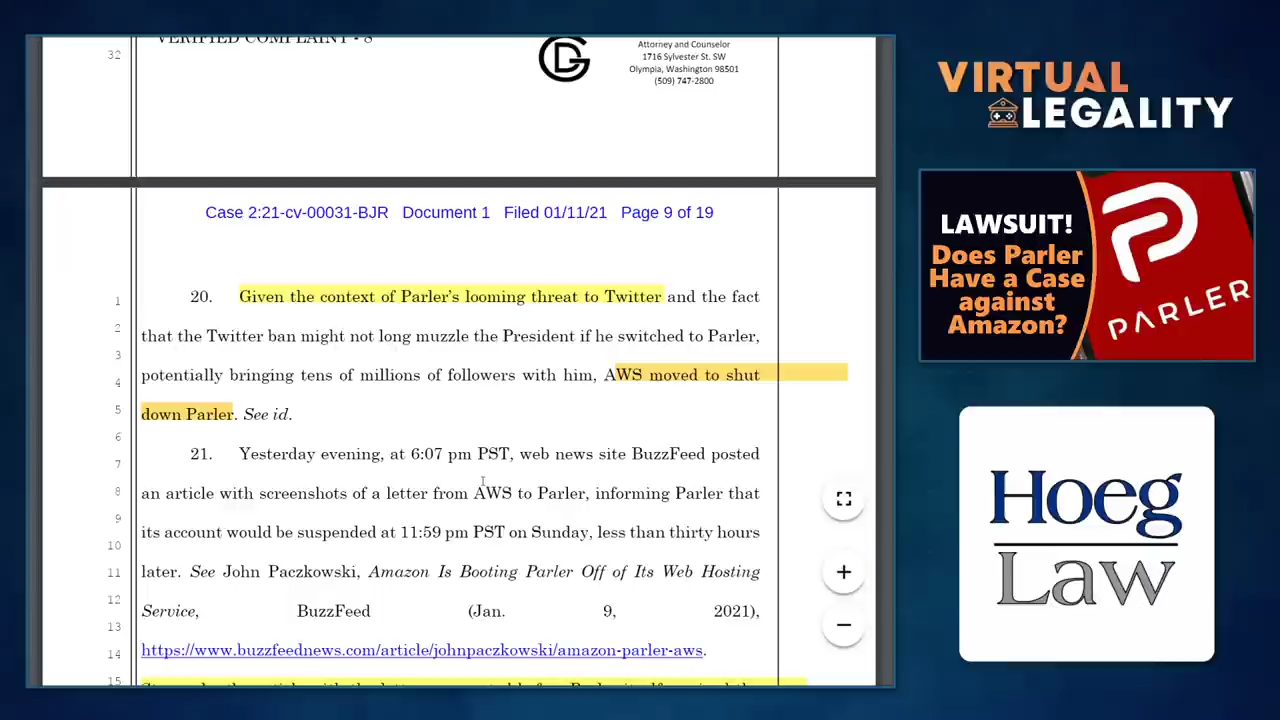 VERIFIED COMPLAINT - 8
32
Attorney and Counselor
1716 Sylvester St. SW
Olympia, Washington 98501
(509) 747-2800
Case 2:21-cv-00031-BJR Document 1 Filed 01/11/21 Page 9 of 19
1
2
3
4
5
6
7
8
9
10
11
12
13
14
15
20. Given the context of Parler's looming threat to Twitter and the fact
that the Twitter ban might not long muzzle the President if he switched to Parler,
potentially bringing tens of millions of followers with him, AWS moved to shut
down Parler. See id.
21. Yesterday evening, at 6:07 pm PST, web news site BuzzFeed posted
an article with screenshots of a letter from AWS to Parler, informing Parler that
its account would be suspended at 11:59 pm PST on Sunday, less than thirty hours
later. See John Paczkowski, Amazon Is Booting Parler Off of Its Web Hosting
Service, BuzzFeed (Jan. 9, 2021),
https://www.buzzfeednews.com/article/johnpaczkowski/amazon-parler-aws.
VIRTUAL
LEGALITY
LAWSUIT!
Does Parler
Have a Case
against
Amazon?
PARLER
Hoeg
Law